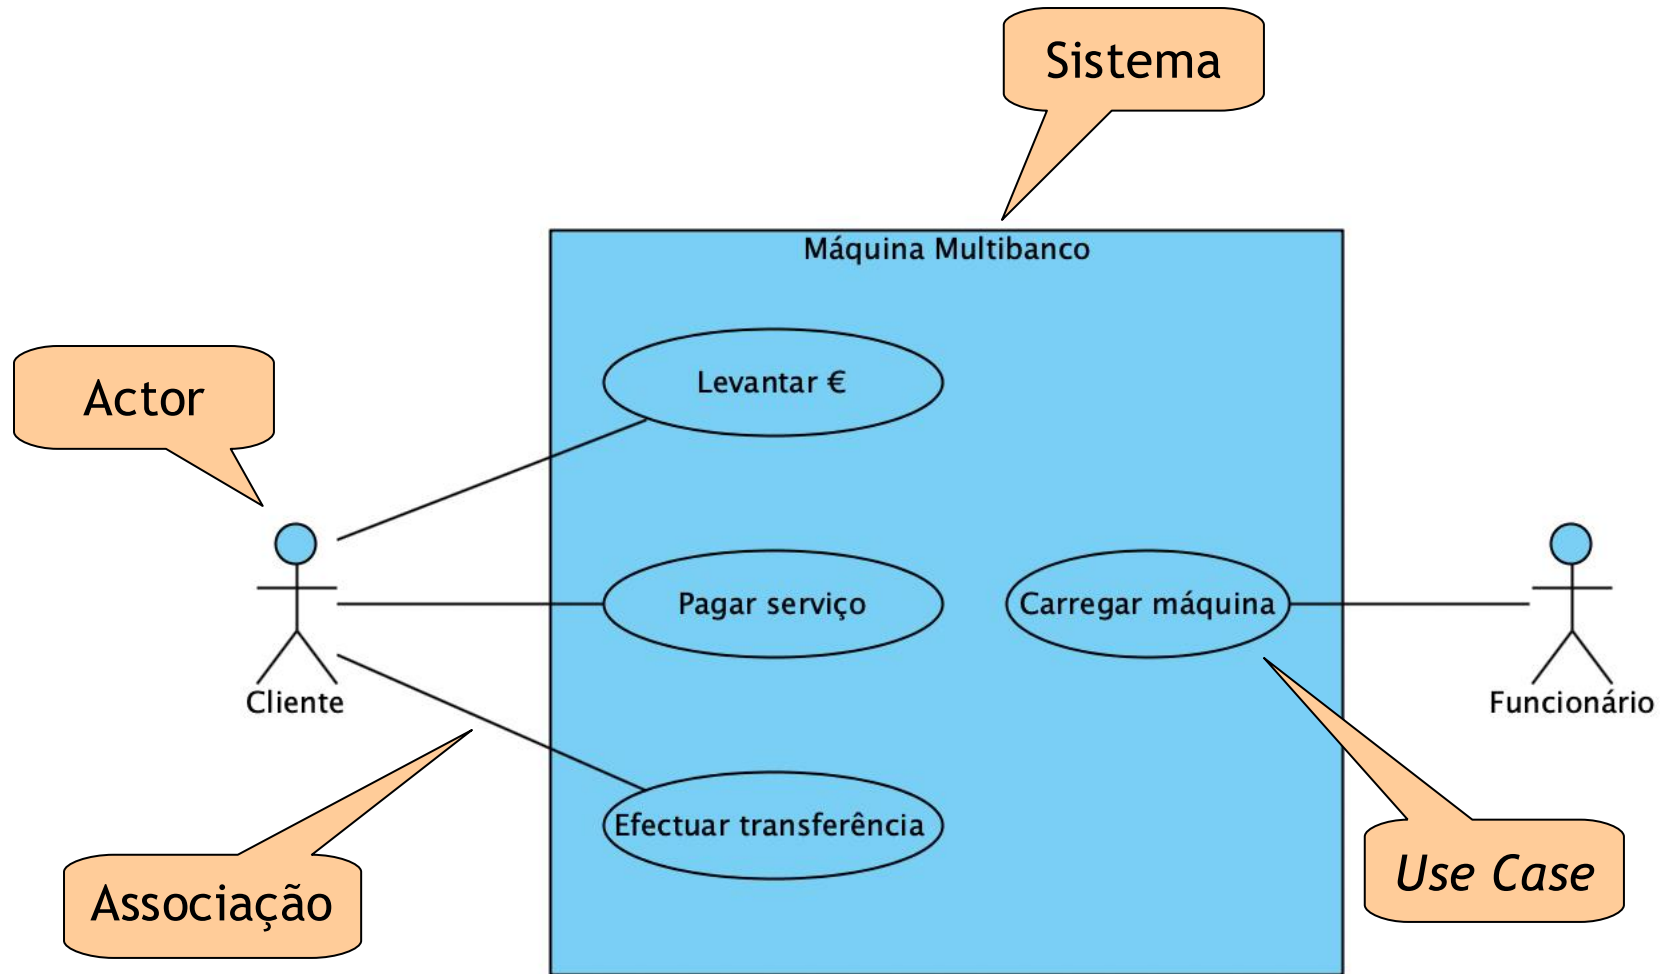 Sistema
Máquina Multibanco
Levantar €
Actor
Pagar serviço
Carregar máquina
Cliente
Funcionário
Efectuar transferência
Use Case
Associação